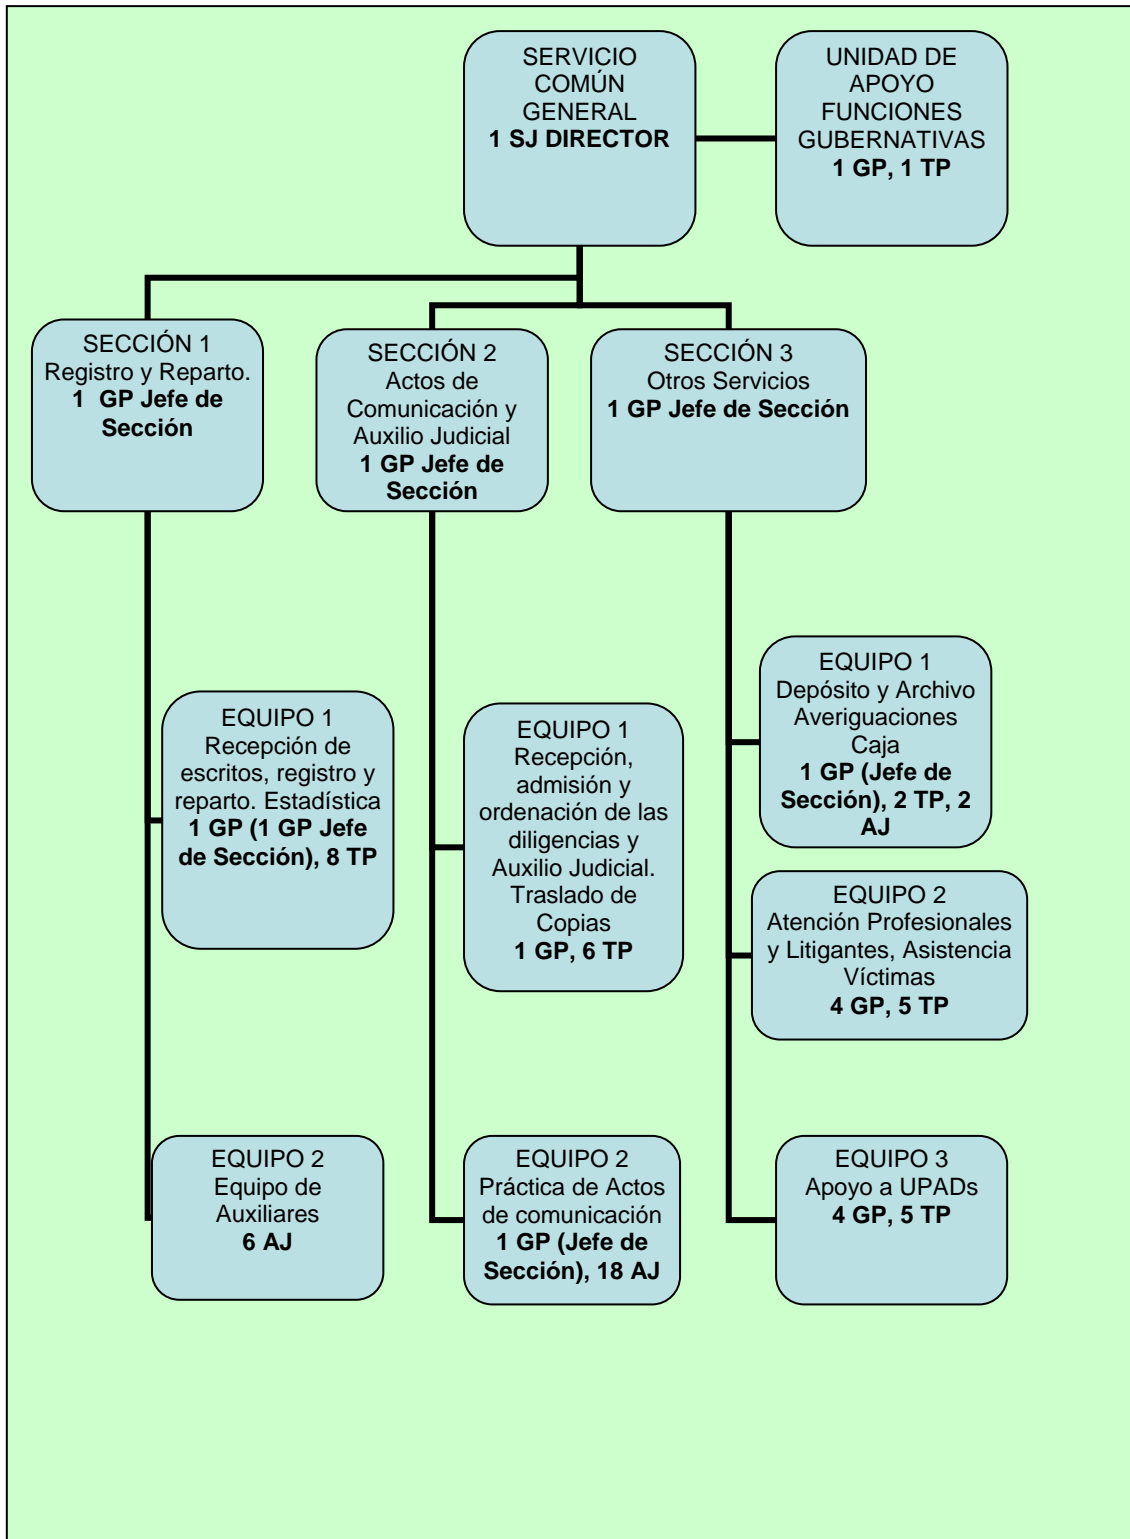 SERVICIO
COMÚN
GENERAL
1 SJ DIRECTOR
UNIDAD DE
APOYO
FUNCIONES
GUBERNATIVAS
1 GP, 1 TP
SECCIÓN 1
Registro y Reparto.
1 GP Jefe de
Sección
SECCIÓN 2
Actos de
Comunicación y
Auxilio Judicial
1 GP Jefe de
Sección
SECCIÓN 3
Otros Servicios
1 GP Jefe de Sección
EQUIPO 1
Recepción de
escritos, registro y
reparto. Estadística
1 GP (1 GP Jefe
de Sección), 8 TP
EQUIPO 2
Equipo de
Auxiliares
6 AJ
EQUIPO 1
Recepción,
admisión y
ordenación de las
diligencias y
Auxilio Judicial.
Traslado de
Copias
1 GP, 6 TP
EQUIPO 2
Práctica de Actos
de comunicación
1 GP (Jefe de
Sección), 18 AJ
EQUIPO 1
Depósito y Archivo
Averiguaciones
Caja
1 GP (Jefe de
Sección), 2 TP, 2
AJ
EQUIPO 2
Atención Profesionales
y Litigantes, Asistencia
Víctimas
4 GP, 5 TP
EQUIPO 3
Apoyo a UPADs
4 GP, 5 TP